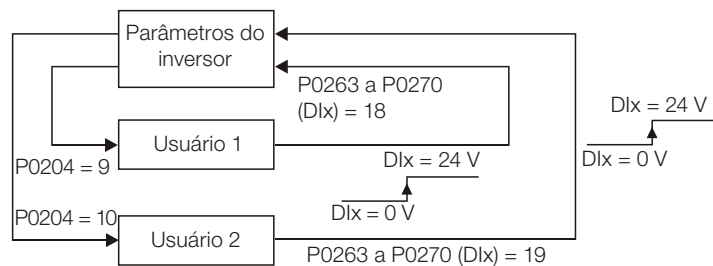 Parâmetros do
inversor
P0263 a P0270
(DIx) = 18
DIx = 24 V
DIx = 0 V
Usuário 1
P0204 = 9
DIx = 24 V
DIx = 0 V
P0204 = 10
Usuário 2
P0263 a P0270 (DIx) = 19